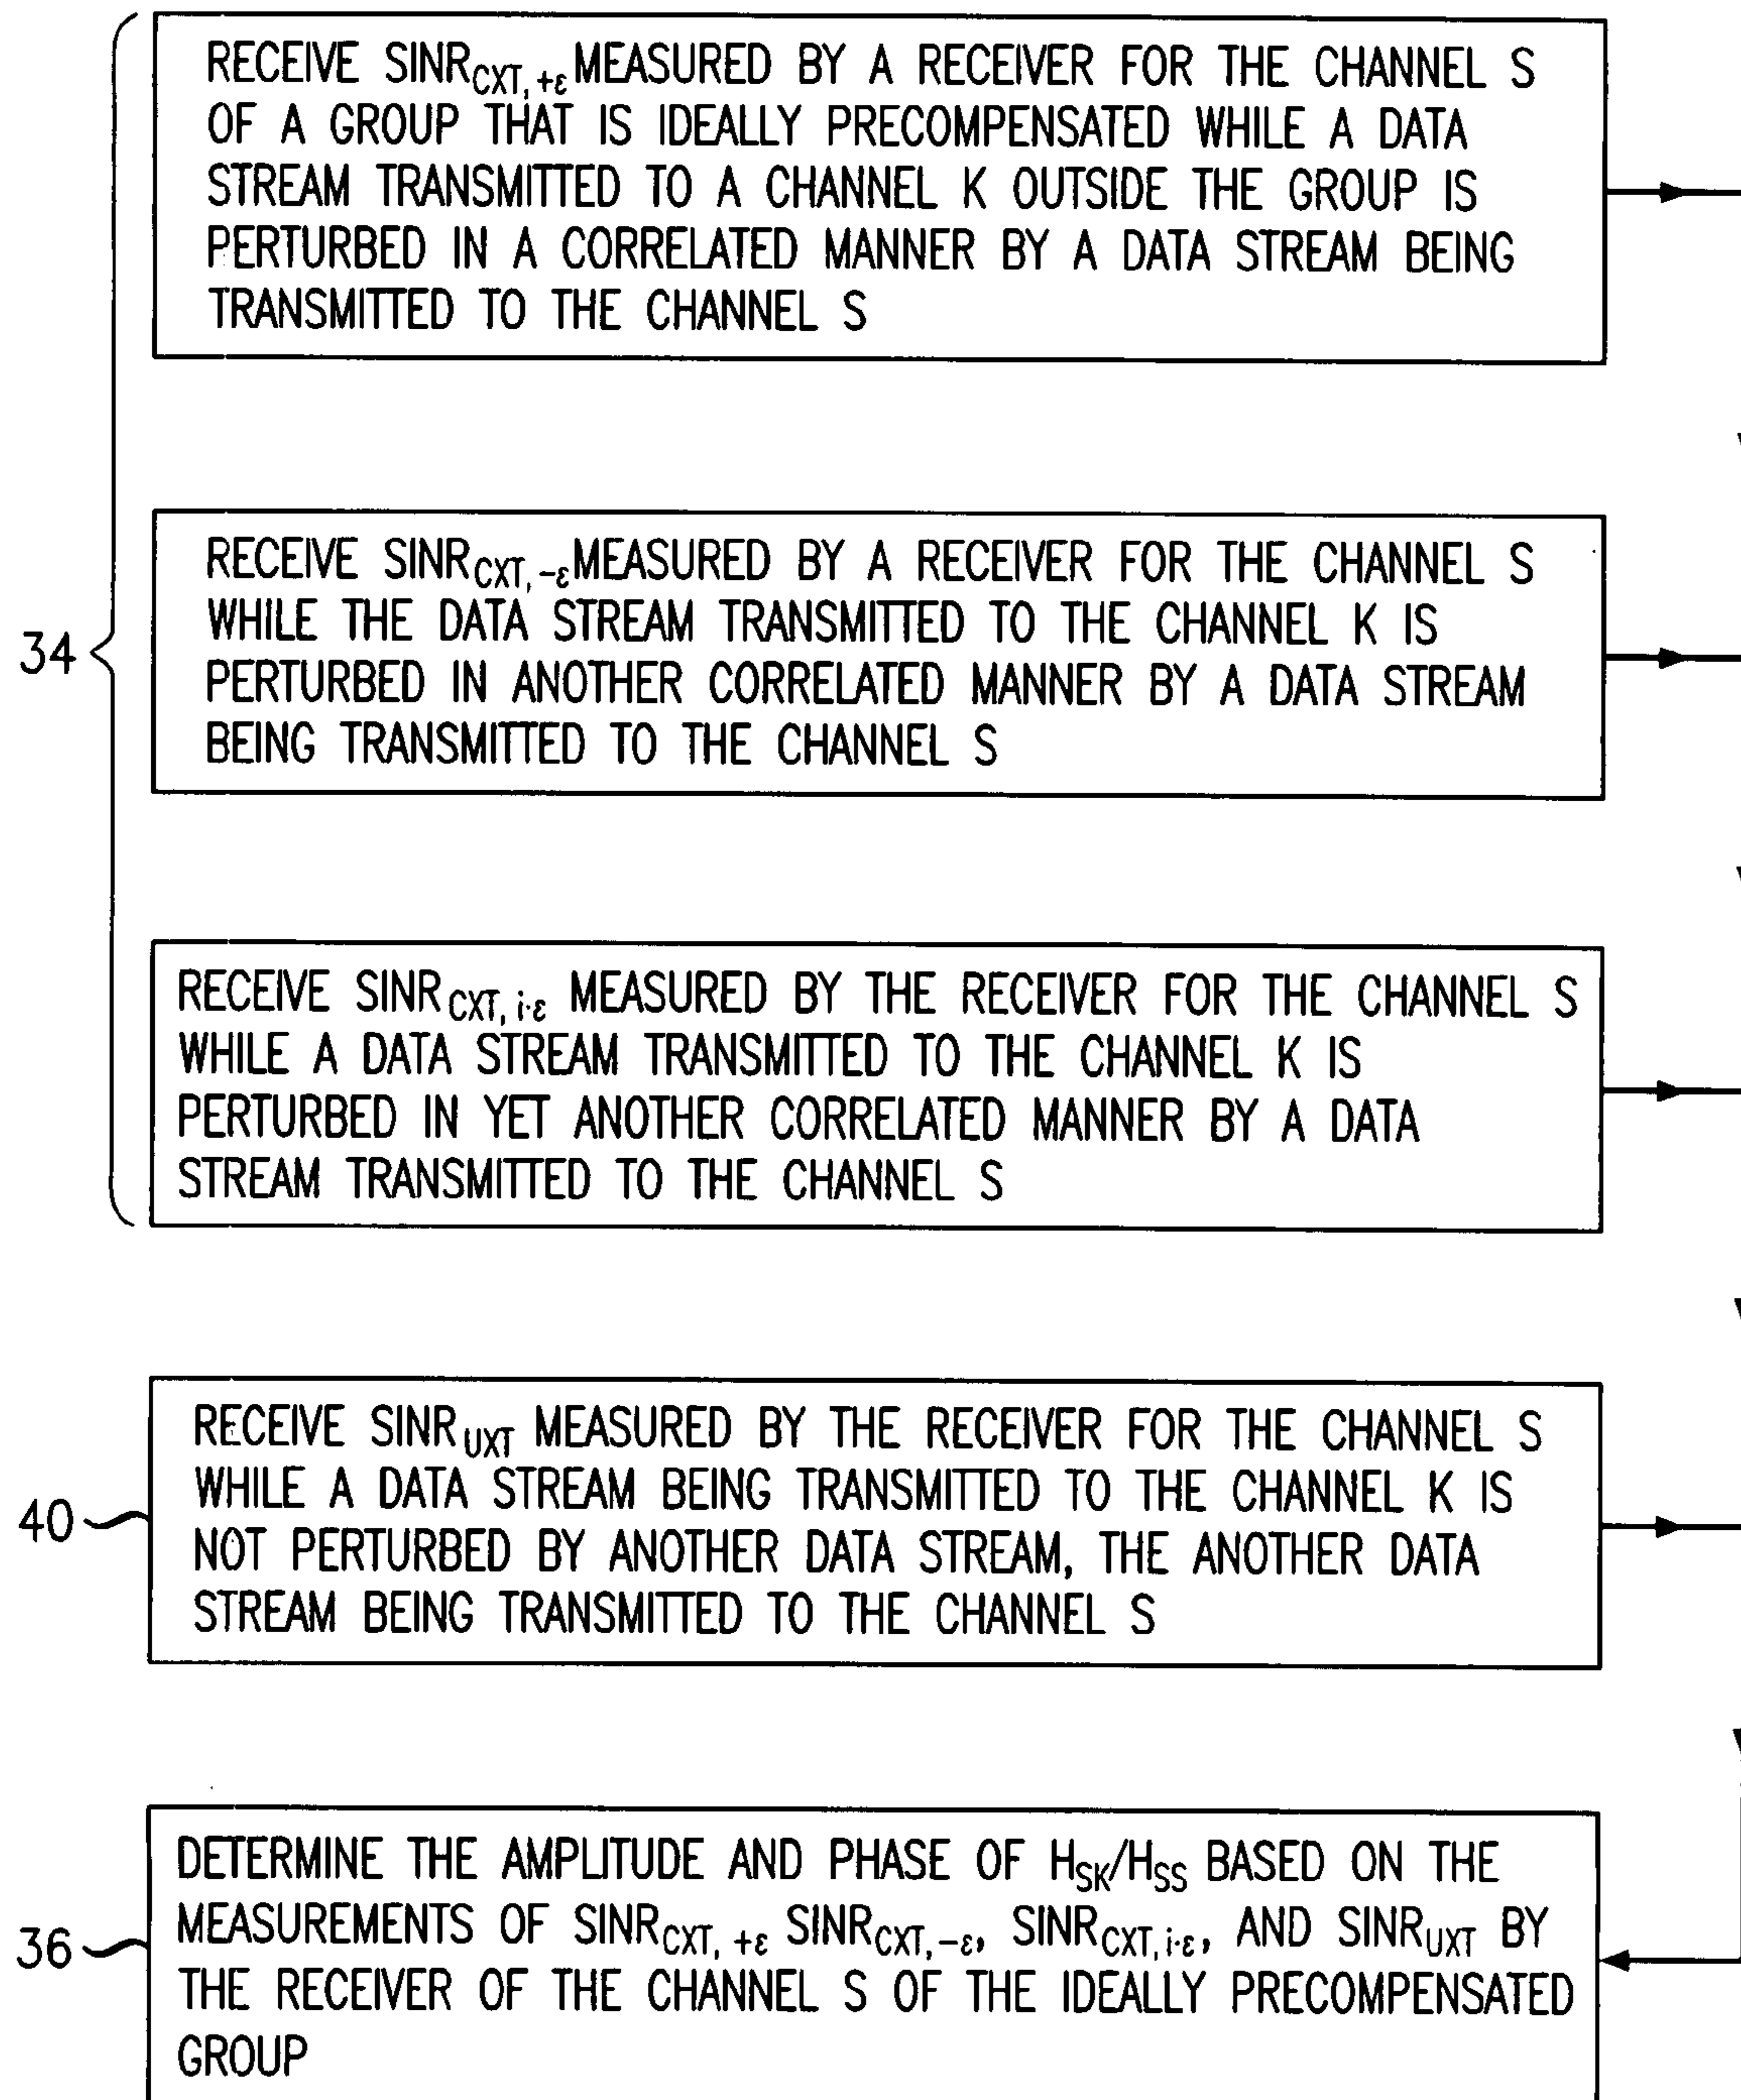 RECEIVE SINR_CXT, +ε MEASURED BY A RECEIVER FOR THE CHANNEL S
OF A GROUP THAT IS IDEALLY PRECOMPENSATED WHILE A DATA
STREAM TRANSMITTED TO A CHANNEL K OUTSIDE THE GROUP IS
PERTURBED IN A CORRELATED MANNER BY A DATA STREAM BEING
TRANSMITTED TO THE CHANNEL S
34
RECEIVE SINR_CXT, -ε MEASURED BY A RECEIVER FOR THE CHANNEL S
WHILE THE DATA STREAM TRANSMITTED TO THE CHANNEL K IS
PERTURBED IN ANOTHER CORRELATED MANNER BY A DATA STREAM
BEING TRANSMITTED TO THE CHANNEL S
RECEIVE SINR_CXT, i·ε MEASURED BY THE RECEIVER FOR THE CHANNEL S
WHILE A DATA STREAM TRANSMITTED TO THE CHANNEL K IS
PERTURBED IN YET ANOTHER CORRELATED MANNER BY A DATA
STREAM TRANSMITTED TO THE CHANNEL S
40
RECEIVE SINR_UXT MEASURED BY THE RECEIVER FOR THE CHANNEL S
WHILE A DATA STREAM BEING TRANSMITTED TO THE CHANNEL K IS
NOT PERTURBED BY ANOTHER DATA STREAM, THE ANOTHER DATA
STREAM BEING TRANSMITTED TO THE CHANNEL S
36
DETERMINE THE AMPLITUDE AND PHASE OF H_SK/H_SS BASED ON THE
MEASUREMENTS OF SINR_CXT, +ε SINR_CXT, -ε, SINR_CXT, i·ε, AND SINR_UXT BY
THE RECEIVER OF THE CHANNEL S OF THE IDEALLY PRECOMPENSATED
GROUP